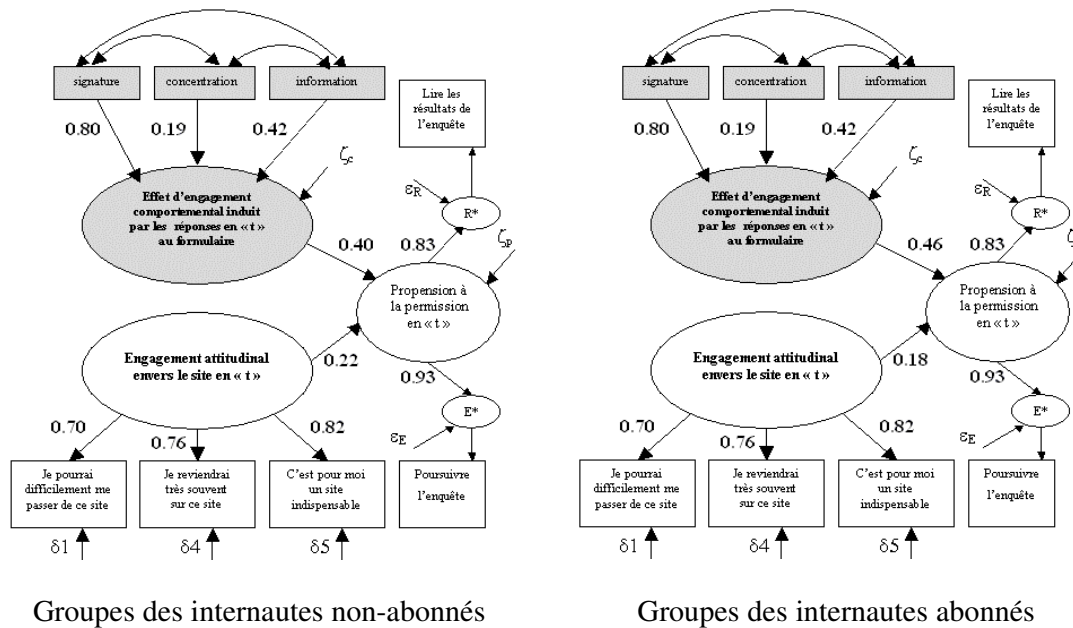 signature
concentration
information
0.80
0.19
0.42
Lire les
résultats de
l'enquête
ζc
Effet d'engagement
comportemental induit
par les réponses en « t »
au formulaire
εR
R*
0.40
0.83
ζP
Propension à
la permission
en « t »
Engagement attitudinal
envers le site en « t »
0.22
0.93
E*
εE
0.70
0.76
0.82
Je pourrai
difficilement me
passer de ce site
Je reviendrai
très souvent
sur ce site
C'est pour moi
un site
indispensable
Poursuivre
l'enquête
δ1
δ4
δ5
Groupes des internautes non-abonnés
signature
concentration
information
0.80
0.19
0.42
Lire les
résultats de
l'enquête
ζc
Effet d'engagement
comportemental induit
par les réponses en « t »
au formulaire
εR
R*
0.46
0.83
ζ
Propension à
la permission
en « t »
Engagement attitudinal
envers le site en « t »
0.18
0.93
E*
εE
0.70
0.76
0.82
Je pourrai
difficilement me
passer de ce site
Je reviendrai
très souvent
sur ce site
C'est pour moi
un site
indispensable
Poursuivre
l'enquête
δ1
δ4
δ5
Groupes des internautes abonnés